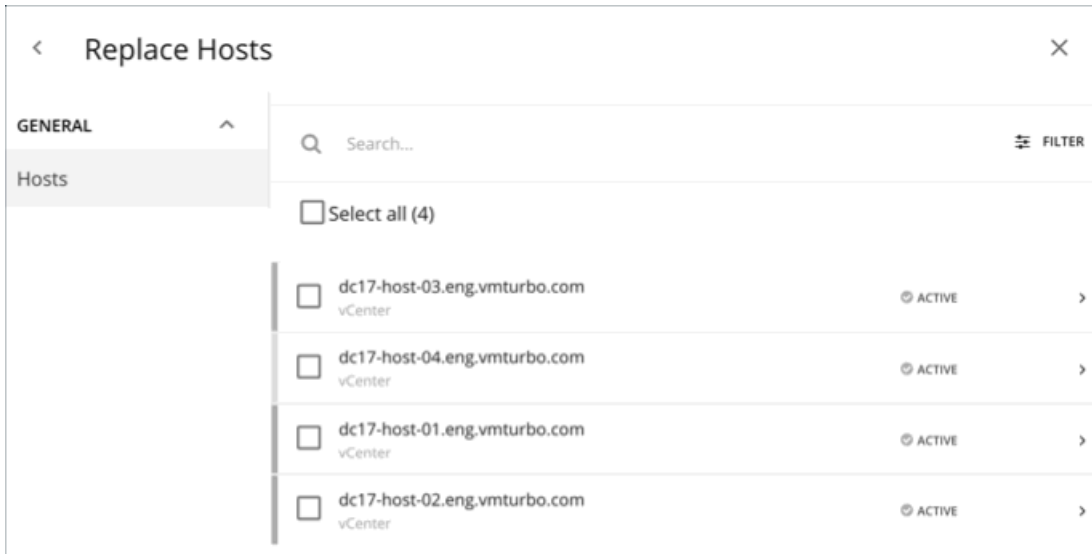 Replace Hosts
GENERAL
Search...
FILTER
Hosts
Select all (4)
dc17-host-03.eng.vmturbo.com
vCenter
ACTIVE
dc17-host-04.eng.vmturbo.com
vCenter
ACTIVE
dc17-host-01.eng.vmturbo.com
vCenter
ACTIVE
dc17-host-02.eng.vmturbo.com
vCenter
ACTIVE